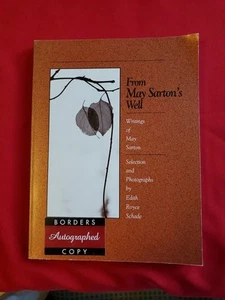 From
May Sarton's
Well
Writings
of
May
Sarton
Selection
and
Photographs
by
Edith
Royce
Schade
BORDERS
Autographed
COPY